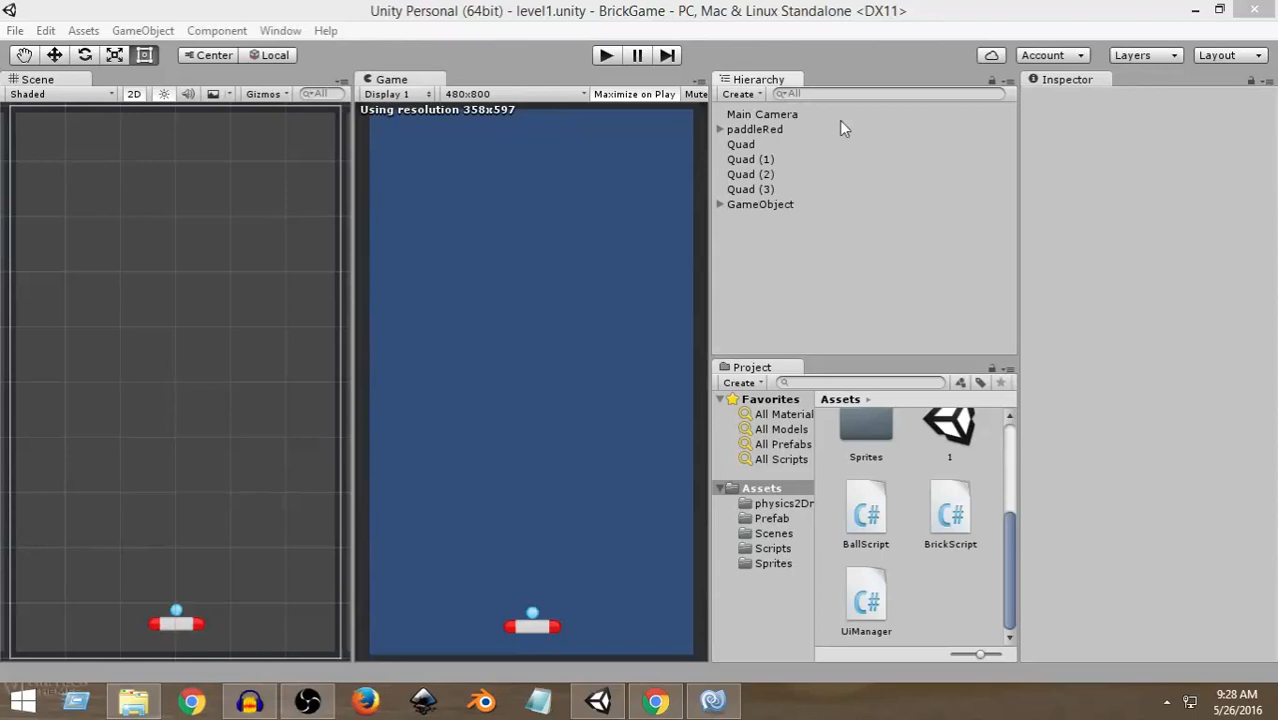 Unity Personal (64bit) - level1.unity - BrickGame - PC, Mac & Linux Standalone <DX11>
File Edit Assets GameObject Component Window Help
Center Local Account Layers Layout
Scene Game Hierarchy Inspector
Shaded 2D Gizmos All Display 1 480x800 Maximize on Play Mute Create All
Using resolution 358x597
Main Camera
paddleRed
Quad
Quad (1)
Quad (2)
Quad (3)
GameObject
Project
Create
Favorites Assets
All Material
All Models
All Prefabs
All Scripts
Sprites 1
Assets
physics2Dr
Prefab
Scenes
Scripts
Sprites
C# C#
BallScript BrickScript
C#
UiManager
9:28 AM
5/26/2016